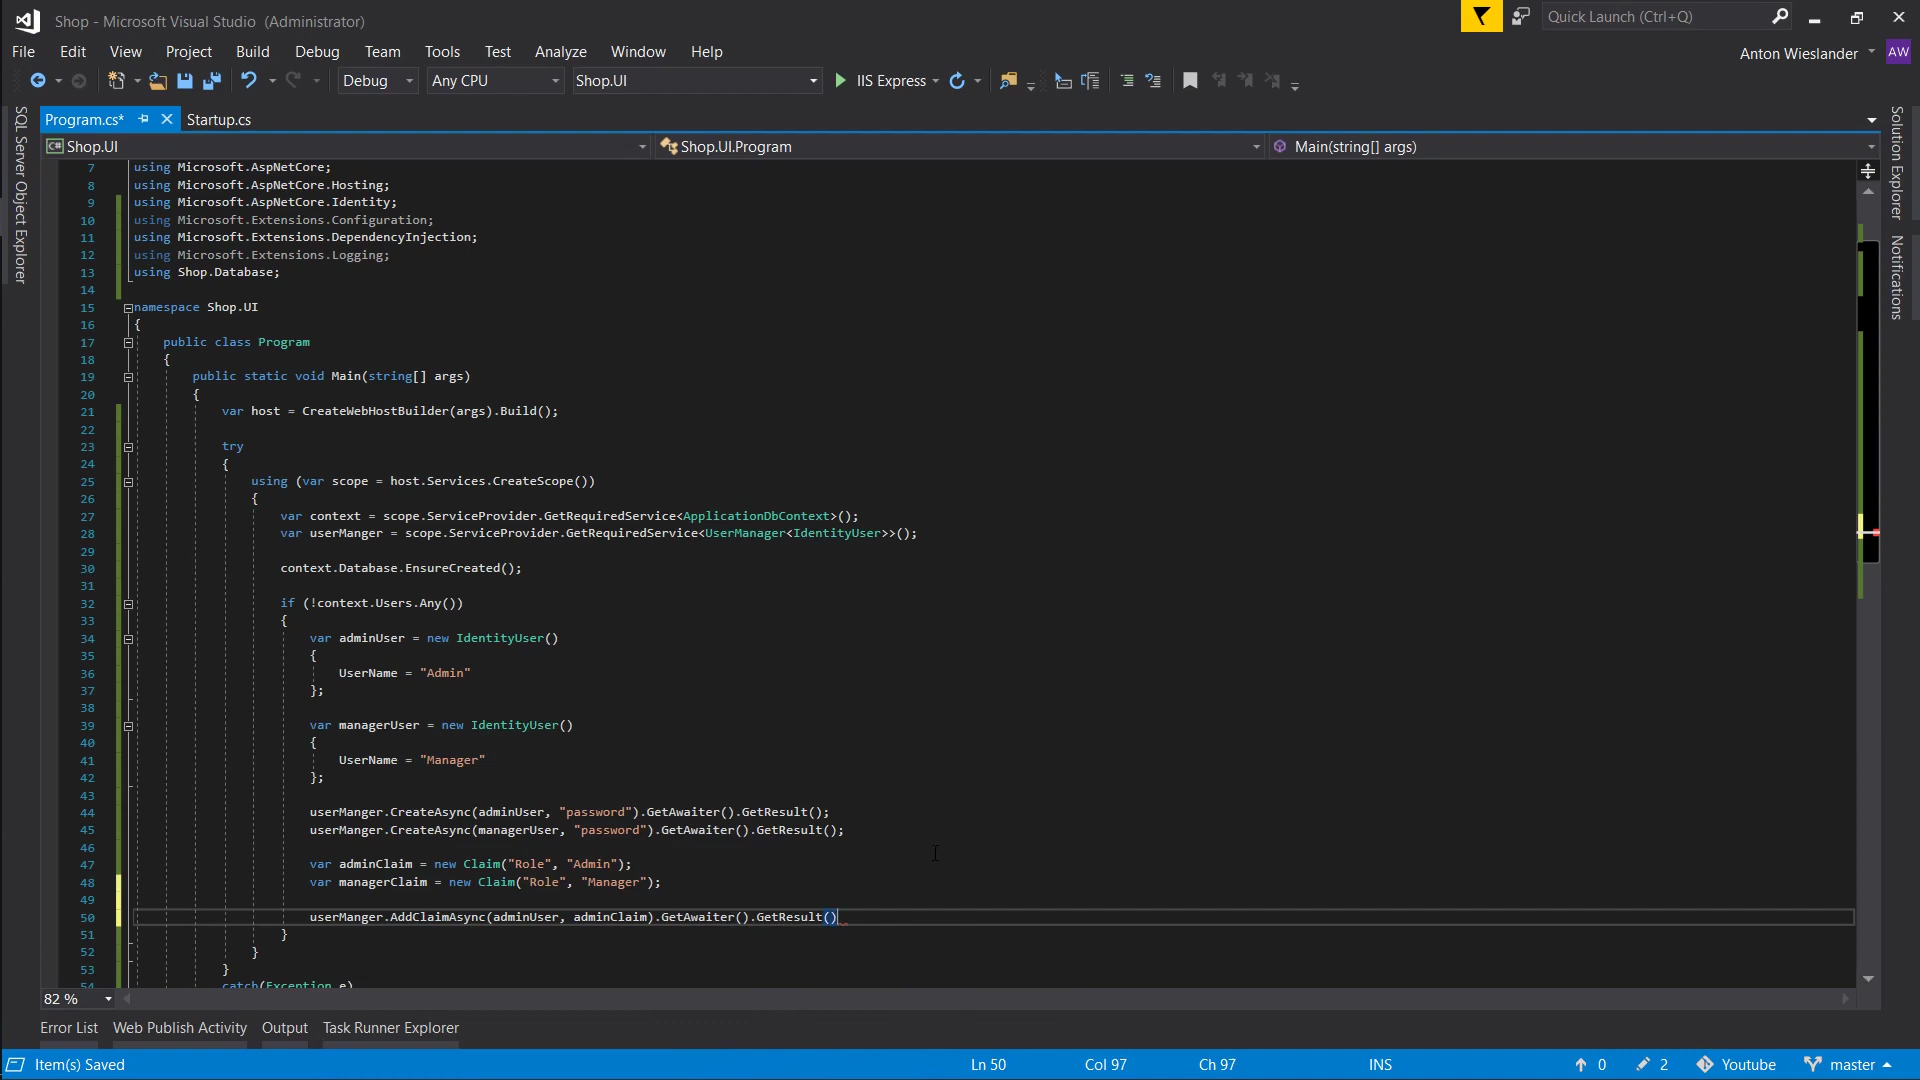 Shop - Microsoft Visual Studio (Administrator)
Quick Launch (Ctrl+Q)
File Edit View Project Build Debug Team Tools Test Analyze Window Help
Anton Wieslander AW
Debug Any CPU Shop.UI IIS Express
SQL Server Object Explorer
Solution Explorer
Notifications
Program.cs* Startup.cs
C# Shop.UI Shop.UI.Program Main(string[] args)
7 using Microsoft.AspNetCore;
8 using Microsoft.AspNetCore.Hosting;
9 using Microsoft.AspNetCore.Identity;
10 using Microsoft.Extensions.Configuration;
11 using Microsoft.Extensions.DependencyInjection;
12 using Microsoft.Extensions.Logging;
13 using Shop.Database;
14
15 namespace Shop.UI
16 {
17 public class Program
18 {
19 public static void Main(string[] args)
20 {
21 var host = CreateWebHostBuilder(args).Build();
22
23 try
24 {
25 using (var scope = host.Services.CreateScope())
26 {
27 var context = scope.ServiceProvider.GetRequiredService<ApplicationDbContext>();
28 var userManger = scope.ServiceProvider.GetRequiredService<UserManager<IdentityUser>>();
29
30 context.Database.EnsureCreated();
31
32 if (!context.Users.Any())
33 {
34 var adminUser = new IdentityUser()
35 {
36 UserName = "Admin"
37 };
38
39 var managerUser = new IdentityUser()
40 {
41 UserName = "Manager"
42 };
43
44 userManger.CreateAsync(adminUser, "password").GetAwaiter().GetResult();
45 userManger.CreateAsync(managerUser, "password").GetAwaiter().GetResult();
46
47 var adminClaim = new Claim("Role", "Admin");
48 var managerClaim = new Claim("Role", "Manager");
49
50 userManger.AddClaimAsync(adminUser, adminClaim).GetAwaiter().GetResult()
51 }
52 }
53 }
54 catch(Exception e)
82 %
Error List Web Publish Activity Output Task Runner Explorer
Item(s) Saved Ln 50 Col 97 Ch 97 INS 0 2 Youtube master